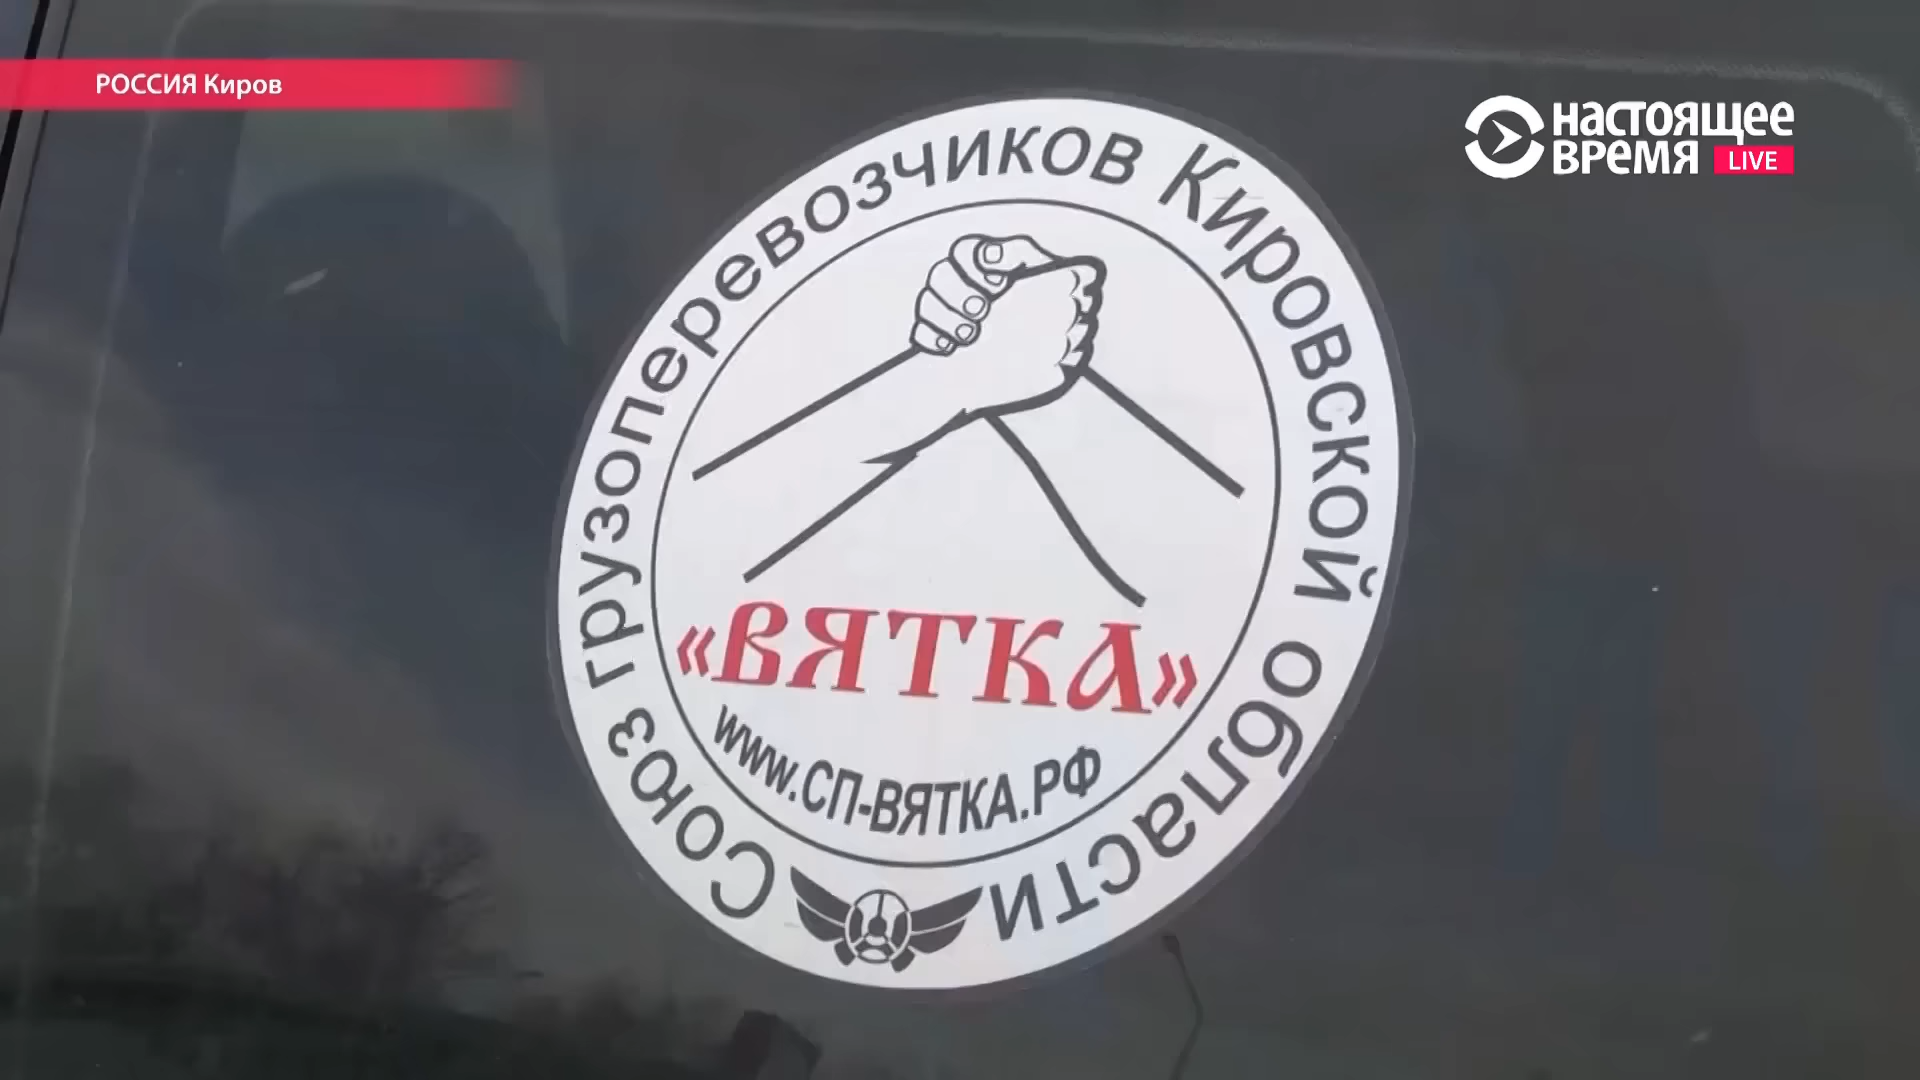 РОССИЯ Киров
НАСТОЯЩЕЕ
ВРЕМЯ LIVE
Союз грузоперевозчиков Кировской области
«ВЯТКА»
www.СП-ВЯТКА.РФ